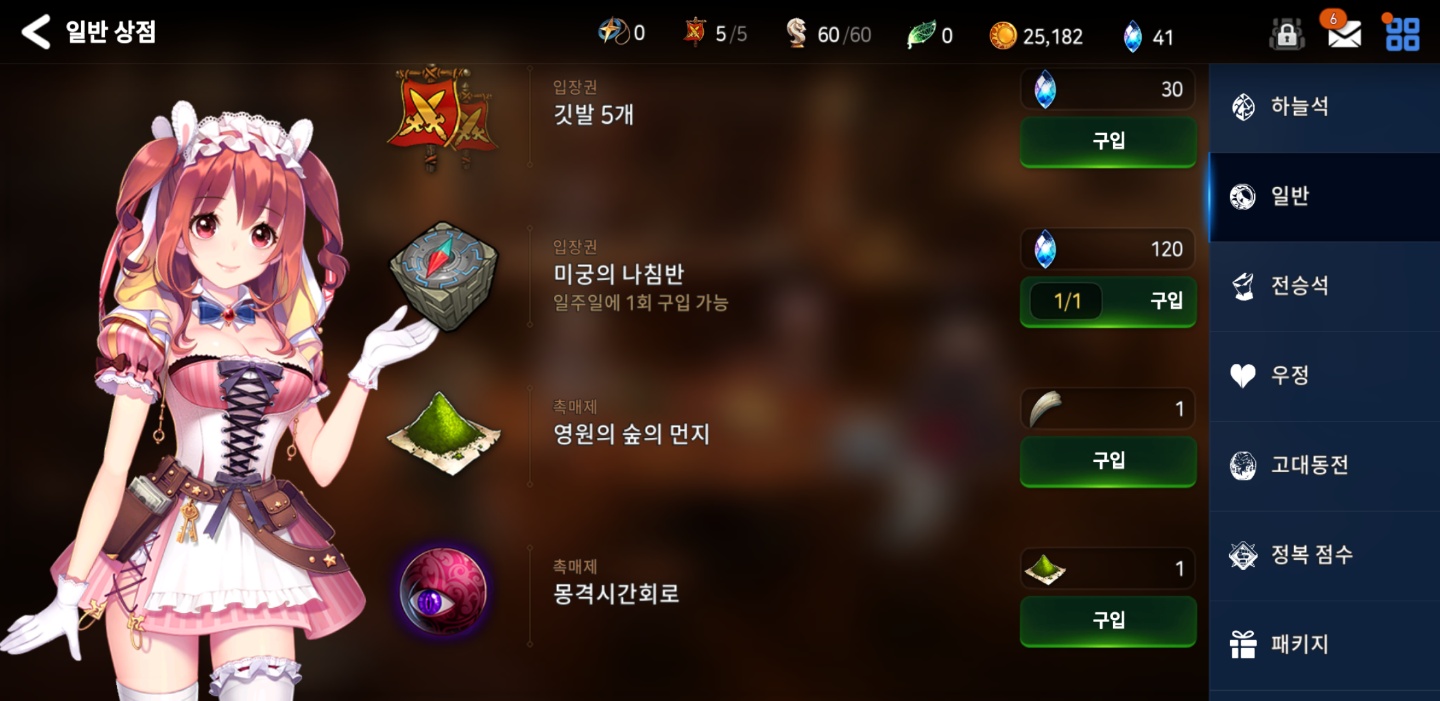 일반 상점
0
5/5
60/60
0
25,182
41
6
입장권
깃발 5개
30
구입
입장권
미궁의 나침반
일주일에 1회 구입 가능
120
1/1 구입
촉매제
영원의 숲의 먼지
1
구입
촉매제
몽격시간회로
1
구입
하늘석
일반
전승석
우정
고대동전
정복 점수
패키지